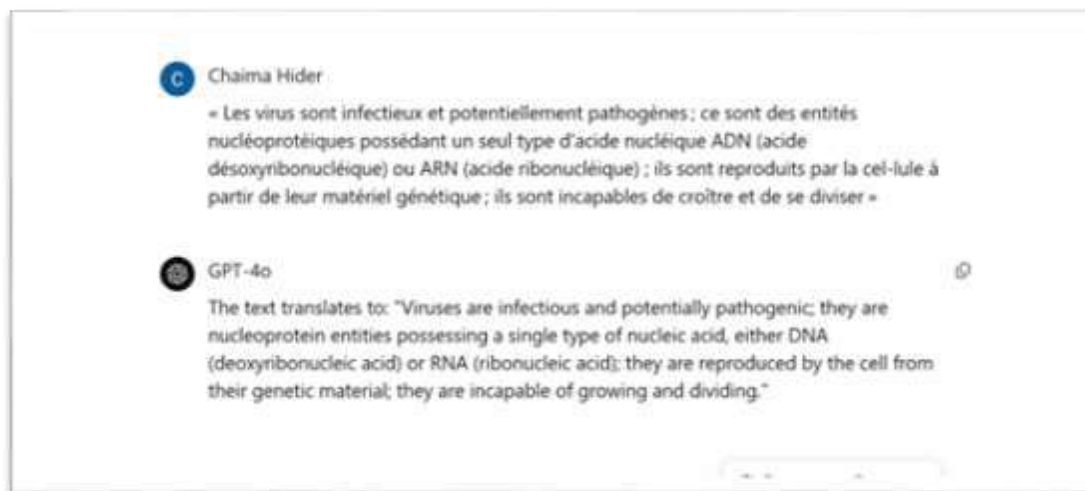 C Chaima Hider
« Les virus sont infectieux et potentiellement pathogènes ; ce sont des entités
nucléoprotéiques possédant un seul type d'acide nucléique ADN (acide
désoxyribonucléique) ou ARN (acide ribonucléique) ; ils sont reproduits par la cel-lule à
partir de leur matériel génétique ; ils sont incapables de croître et de se diviser »
GPT-4o
The text translates to: "Viruses are infectious and potentially pathogenic; they are
nucleoprotein entities possessing a single type of nucleic acid, either DNA
(deoxyribonucleic acid) or RNA (ribonucleic acid); they are reproduced by the cell from
their genetic material; they are incapable of growing and dividing."